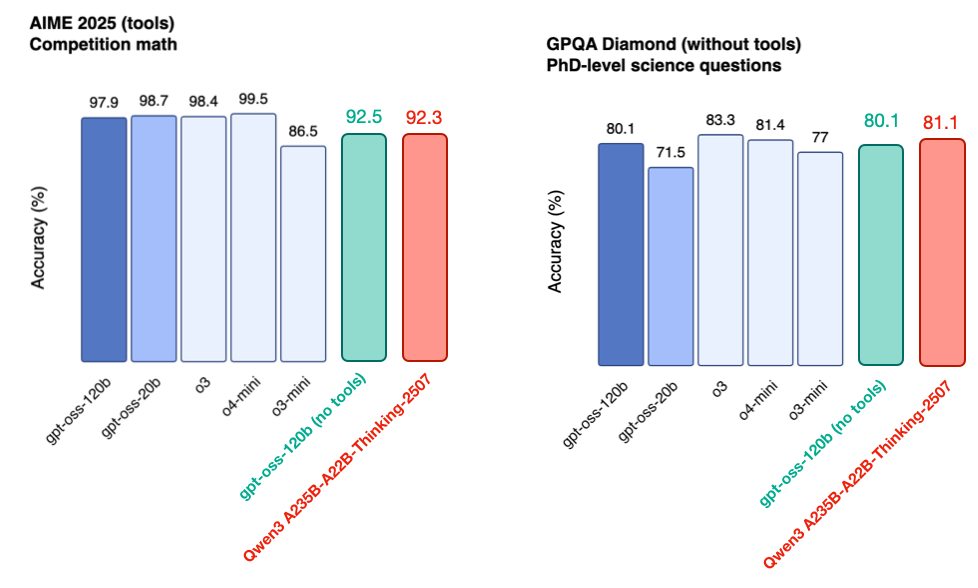 AIME 2025 (tools)
Competition math
97.9
98.7
98.4
99.5
86.5
92.5
92.3
Accuracy (%)
gpt-oss-120b
gpt-oss-20b
o3
o4-mini
o3-mini
gpt-oss-120b (no tools)
Qwen3 A235B-A22B-Thinking-2507
GPQA Diamond (without tools)
PhD-level science questions
80.1
71.5
83.3
81.4
77
80.1
81.1
Accuracy (%)
gpt-oss-120b
gpt-oss-20b
o3
o4-mini
o3-mini
gpt-oss-120b (no tools)
Qwen3 A235B-A22B-Thinking-2507